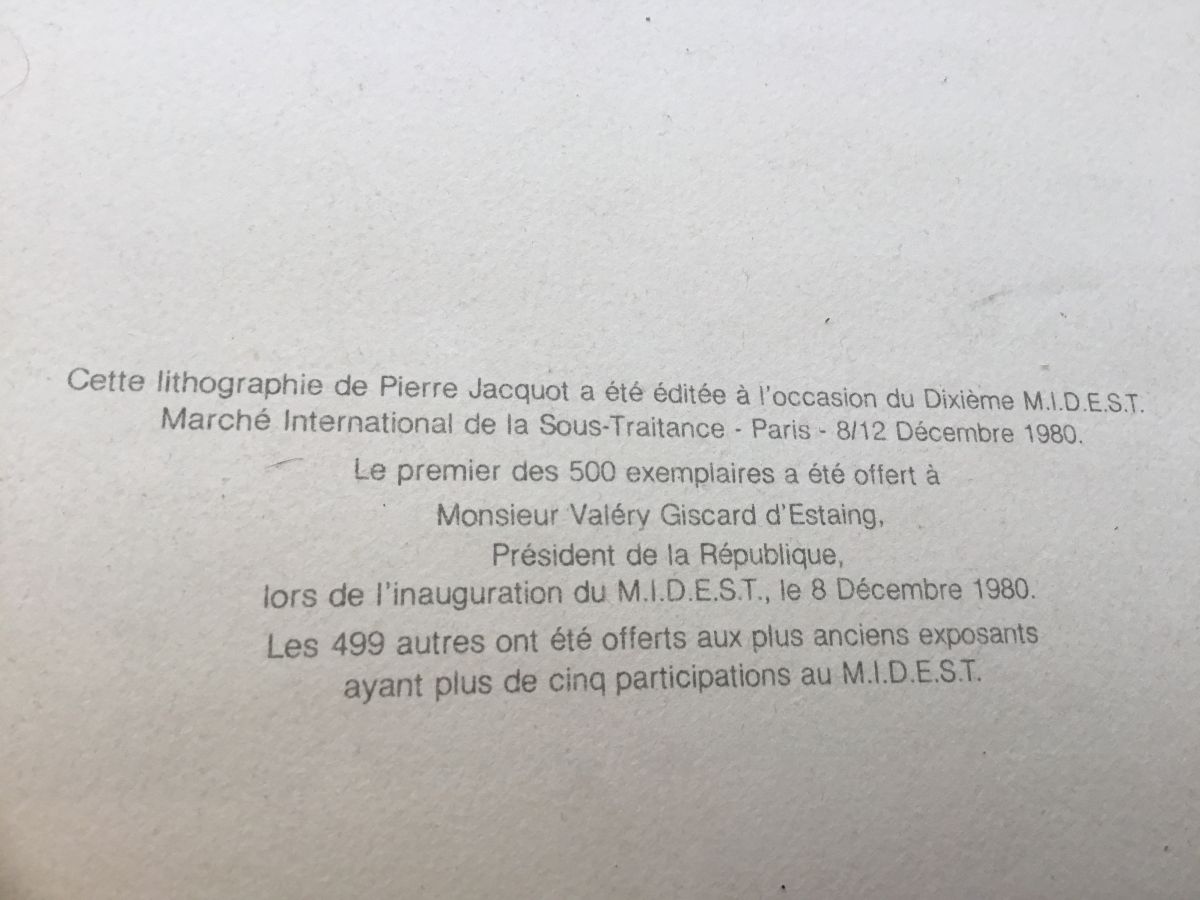 Cette lithographie de Pierre Jacquot a été éditée à l'occasion du Dixième M.I.D.E.S.T.
Marché International de la Sous-Traitance - Paris - 8/12 Décembre 1980.
Le premier des 500 exemplaires a été offert à
Monsieur Valéry Giscard d'Estaing,
Président de la République,
lors de l'inauguration du M.I.D.E.S.T., le 8 Décembre 1980.
Les 499 autres ont été offerts aux plus anciens exposants
ayant plus de cinq participations au M.I.D.E.S.T.